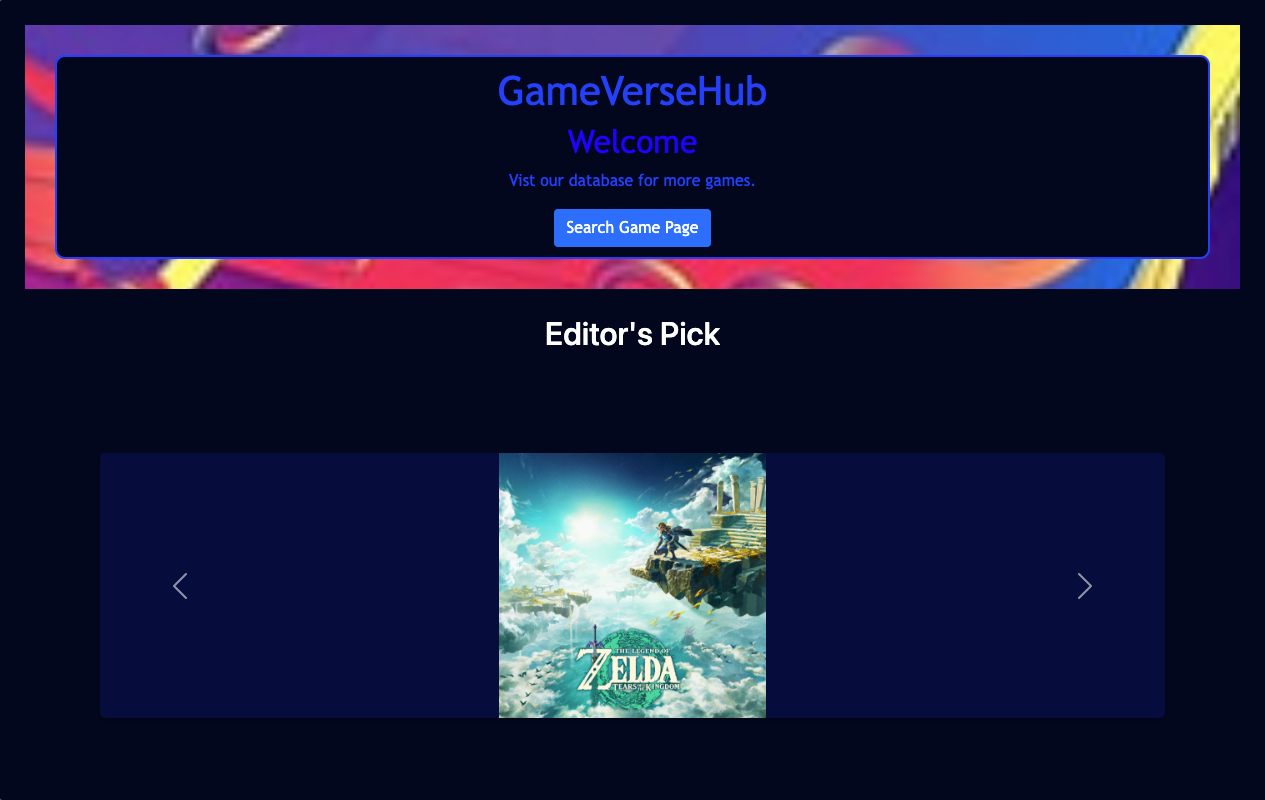 GameVerseHub
Welcome
Vist our database for more games.
Search Game Page
Editor's Pick
THE LEGEND OF
ZELDA
TEARS OF THE KINGDOM